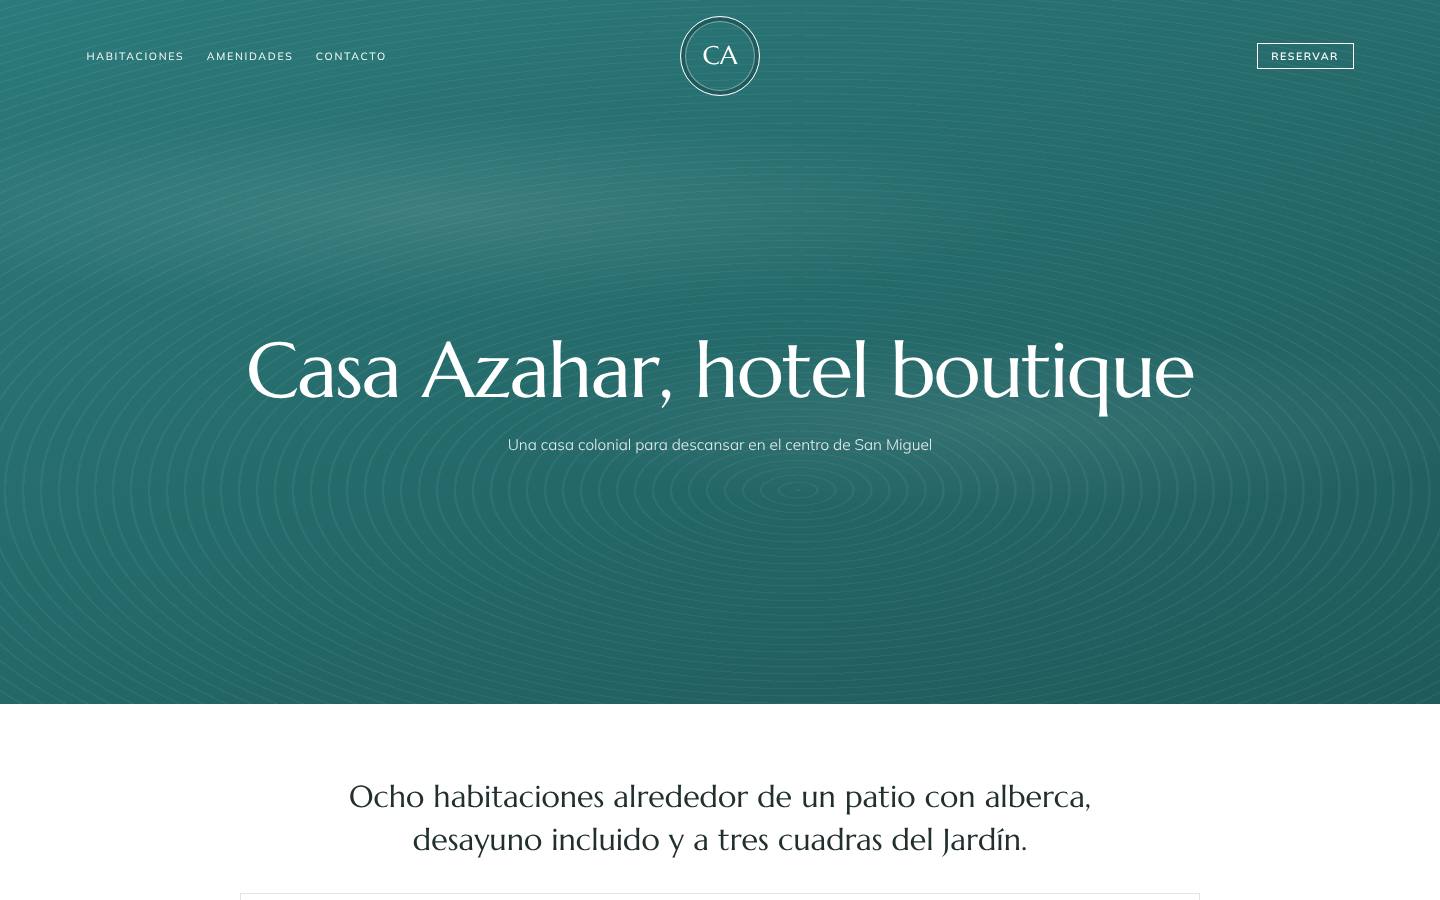 HABITACIONES AMENIDADES CONTACTO
CA
RESERVAR
Casa Azahar, hotel boutique
Una casa colonial para descansar en el centro de San Miguel
Ocho habitaciones alrededor de un patio con alberca,
desayuno incluido y a tres cuadras del Jardín.